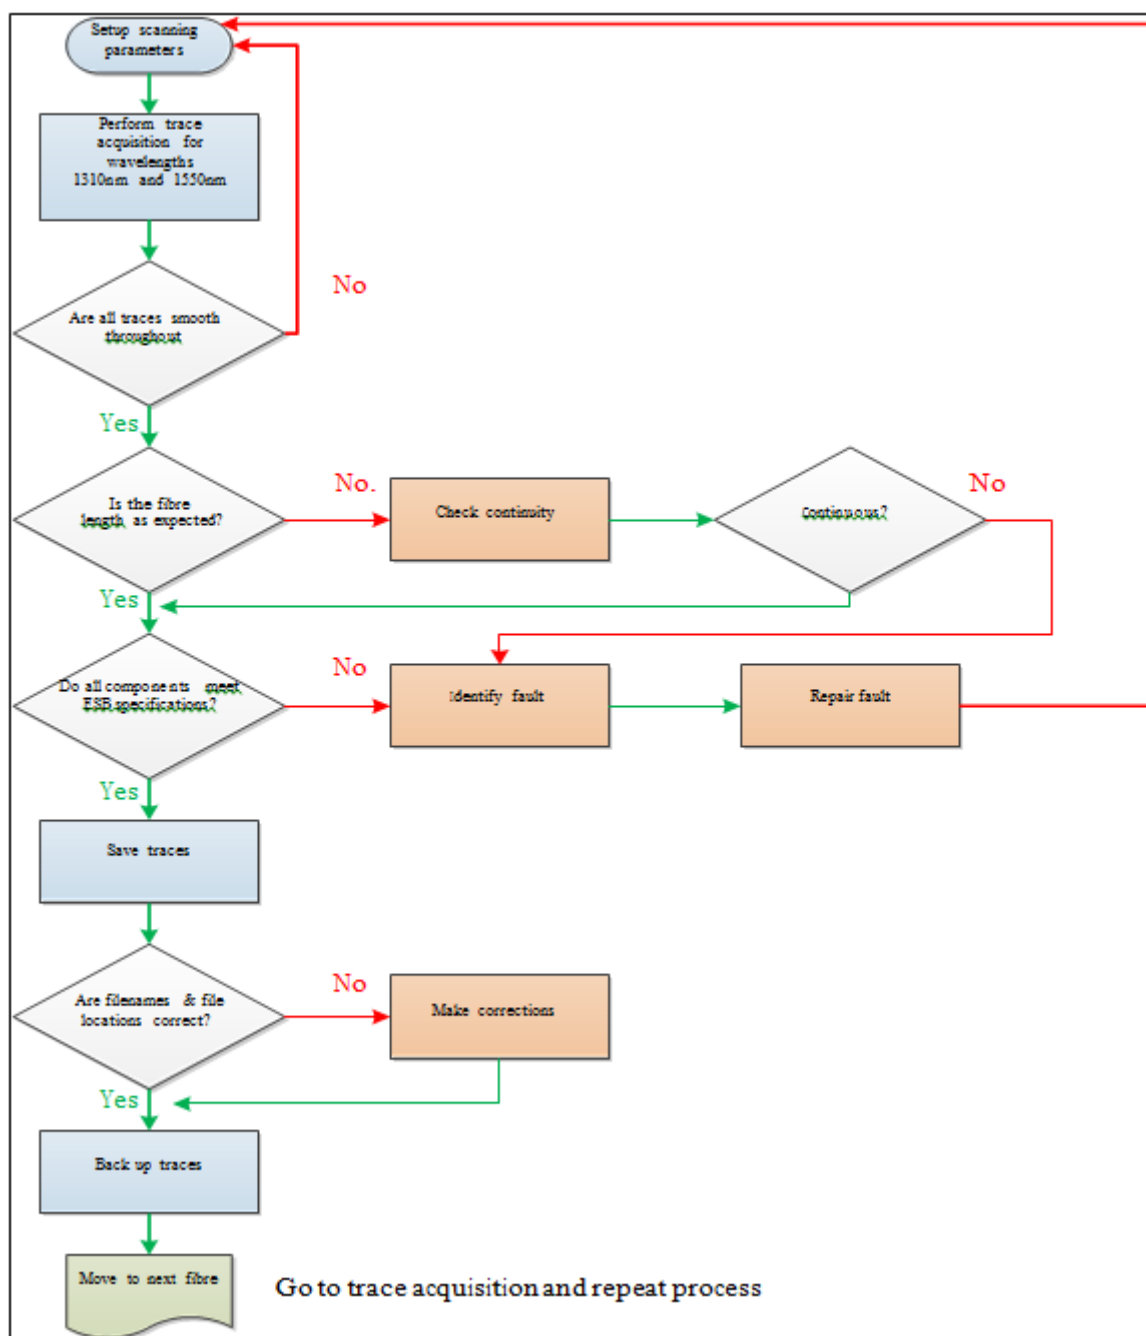 Setup scanning
parameters
Perform trace
acquisition for
wavelengths
1310nm and 1550nm
No
Are all traces smooth
throughout
Yes
Is the fibre
length as expected?
No.
Check continuity
Continuous?
No
Yes
Do all components meet
ESB specifications?
No
Identify fault
Repair fault
Yes
Save traces
Are filenames & file
locations correct?
No
Make corrections
Yes
Back up traces
Move to next fibre
Go to trace acquisition and repeat process